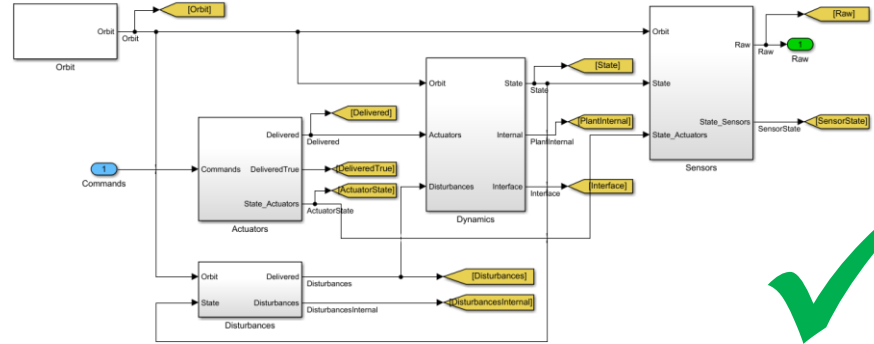 [Orbit]
Orbit
Orbit
Orbit
[Raw]
Orbit
Raw
Raw
1
Raw
State
State_Sensors
SensorState
[SensorState]
State_Actuators
Sensors
Orbit
State
State
[State]
Actuators
Internal
PlantInternal
[PlantInternal]
Disturbances
Interface
Interface
[Interface]
Dynamics
[Delivered]
Delivered
Delivered
1
Commands
Commands
DeliveredTrue
[DeliveredTrue]
[ActuatorState]
State_Actuators
ActuatorState
Actuators
Orbit
Delivered
Disturbances
[Disturbances]
State
Disturbances
DisturbancesInternal
[DisturbancesInternal]
Disturbances